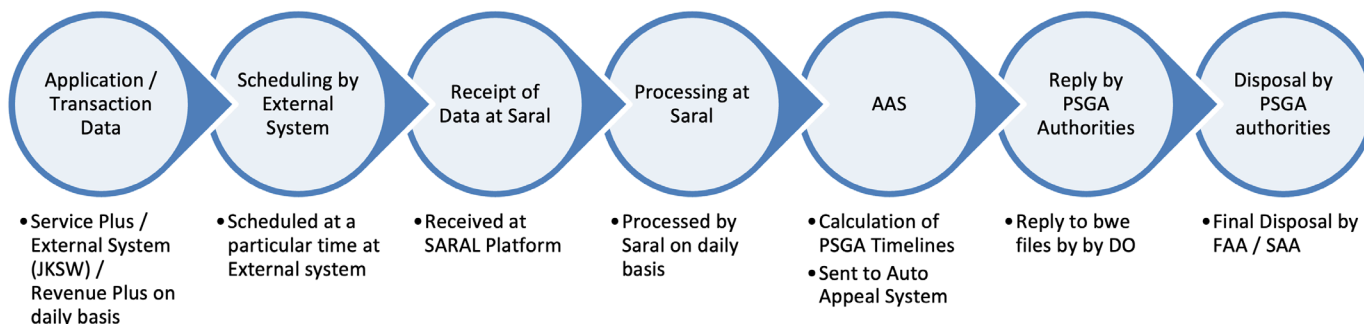 Application /
Transaction
Data
Scheduling by
External
System
Receipt of
Data at Saral
Processing at
Saral
AAS
Reply by
PSGA
Authorities
Disposal by
PSGA
authorities
• Service Plus /
External System
(JKSW) /
Revenue Plus on
daily basis
• Scheduled at a
particular time at
External system
• Received at
SARAL Platform
• Processed by
Saral on daily
basis
• Calculation of
PSGA Timelines
• Sent to Auto
Appeal System
• Reply to bwe
files by by DO
• Final Disposal by
FAA / SAA